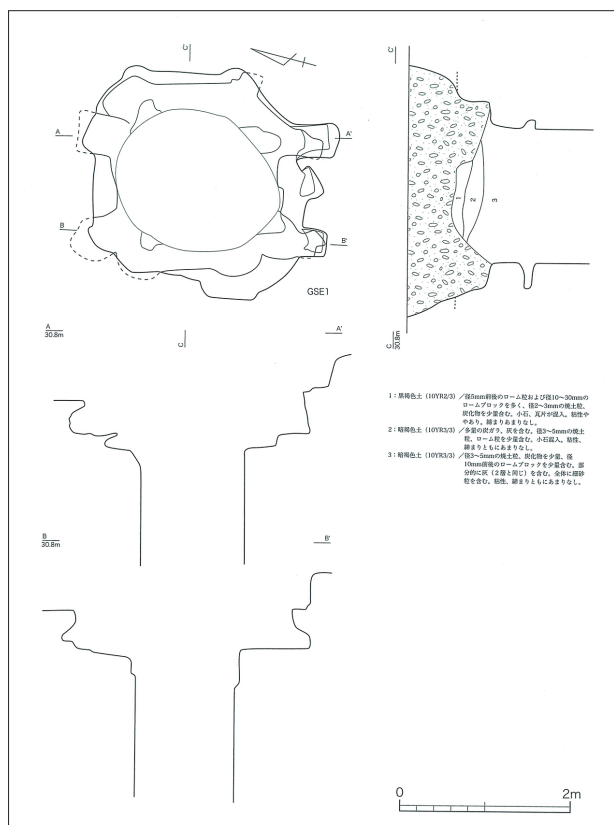 C
C
A
A'
1
2
3
B
B'
GSE1
C
C
A
30.8m
A'
1：黒褐色土（10YR2/3）／径5mm前後のローム粒および径10〜30mmの
ロームブロックを多く、径2〜3mmの焼土粒、
炭化物を少量含む。小石、瓦片が混入。粘性や
ややあり。締まりあまりなし。
2：暗褐色土（10YR3/3）／多量の炭ガラ、灰を含む。径3〜5mmの焼土
粒、ローム粒を少量含む。小石混入。粘性、
締まりともにあまりなし。
3：暗褐色土（10YR3/3）／径3〜5mmの焼土粒、炭化物を少量、径
10mm前後のロームブロックを少量含む。部
分的に灰（2層と同じ）を含む。全体に細砂
粒を含む。粘性、締まりともにあまりなし。
B
30.8m
B'
0
2m